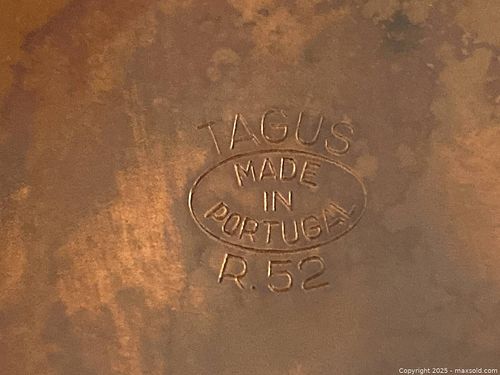 TAGUS
MADE
IN
PORTUGAL
R.52
Copyright 2025 - maxsold.com